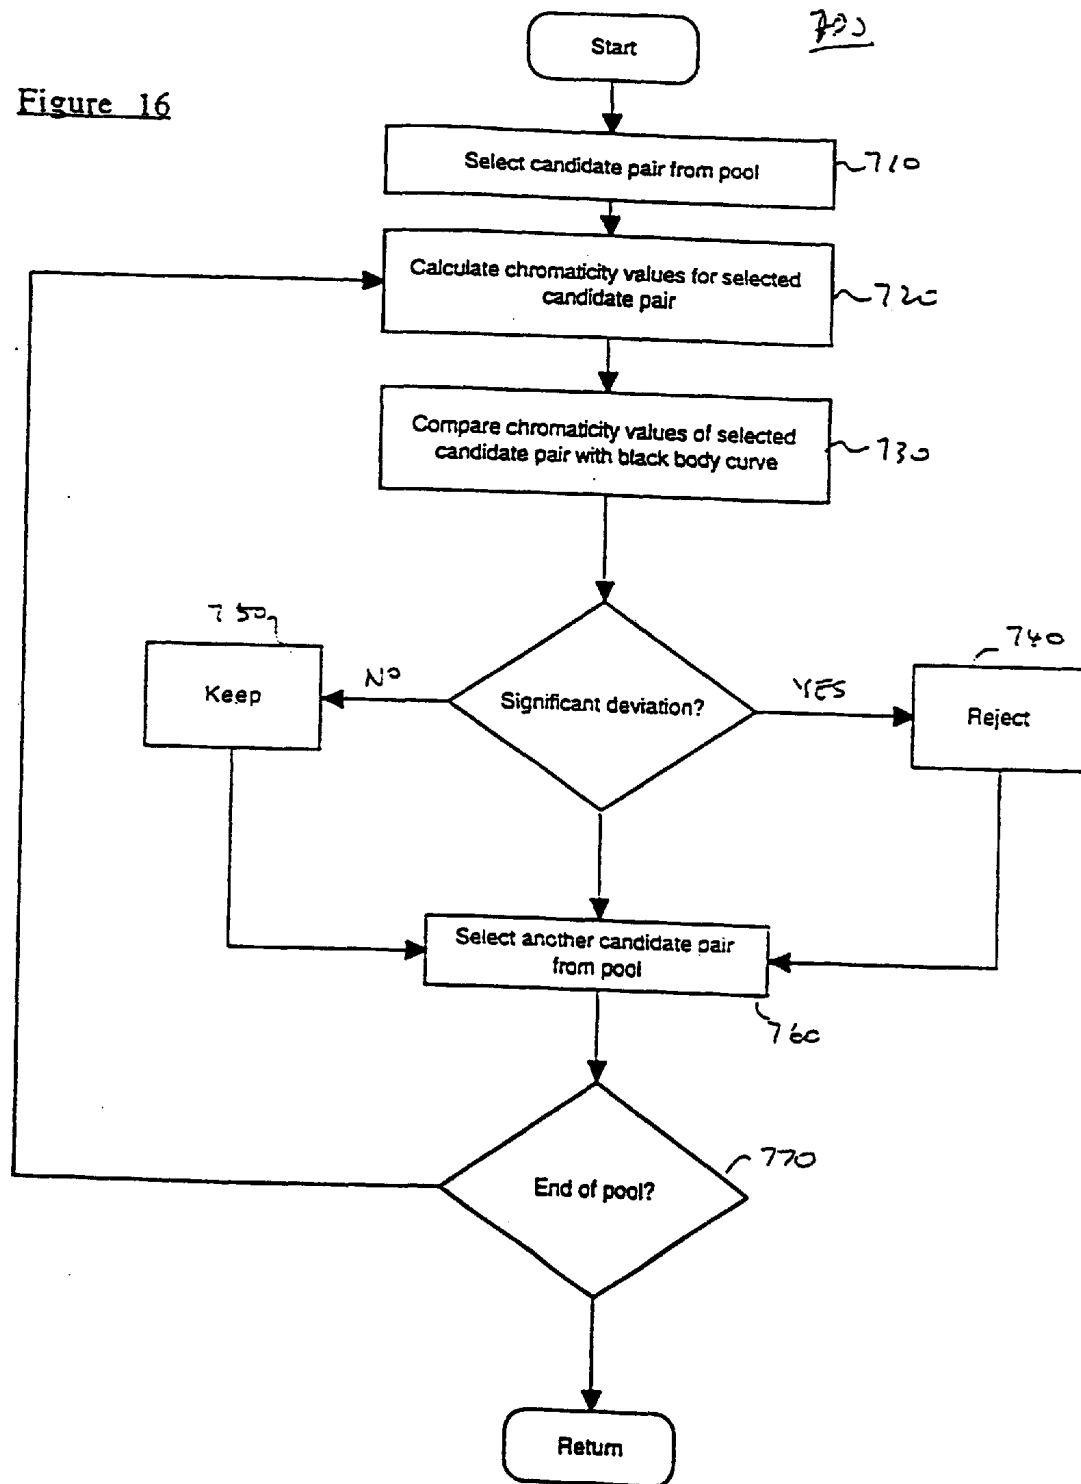 Figure 16
700
Start
Select candidate pair from pool
710
Calculate chromaticity values for selected
candidate pair
720
Compare chromaticity values of selected
candidate pair with black body curve
730
Significant deviation?
NO
YES
750
Keep
740
Reject
Select another candidate pair
from pool
760
End of pool?
770
Return